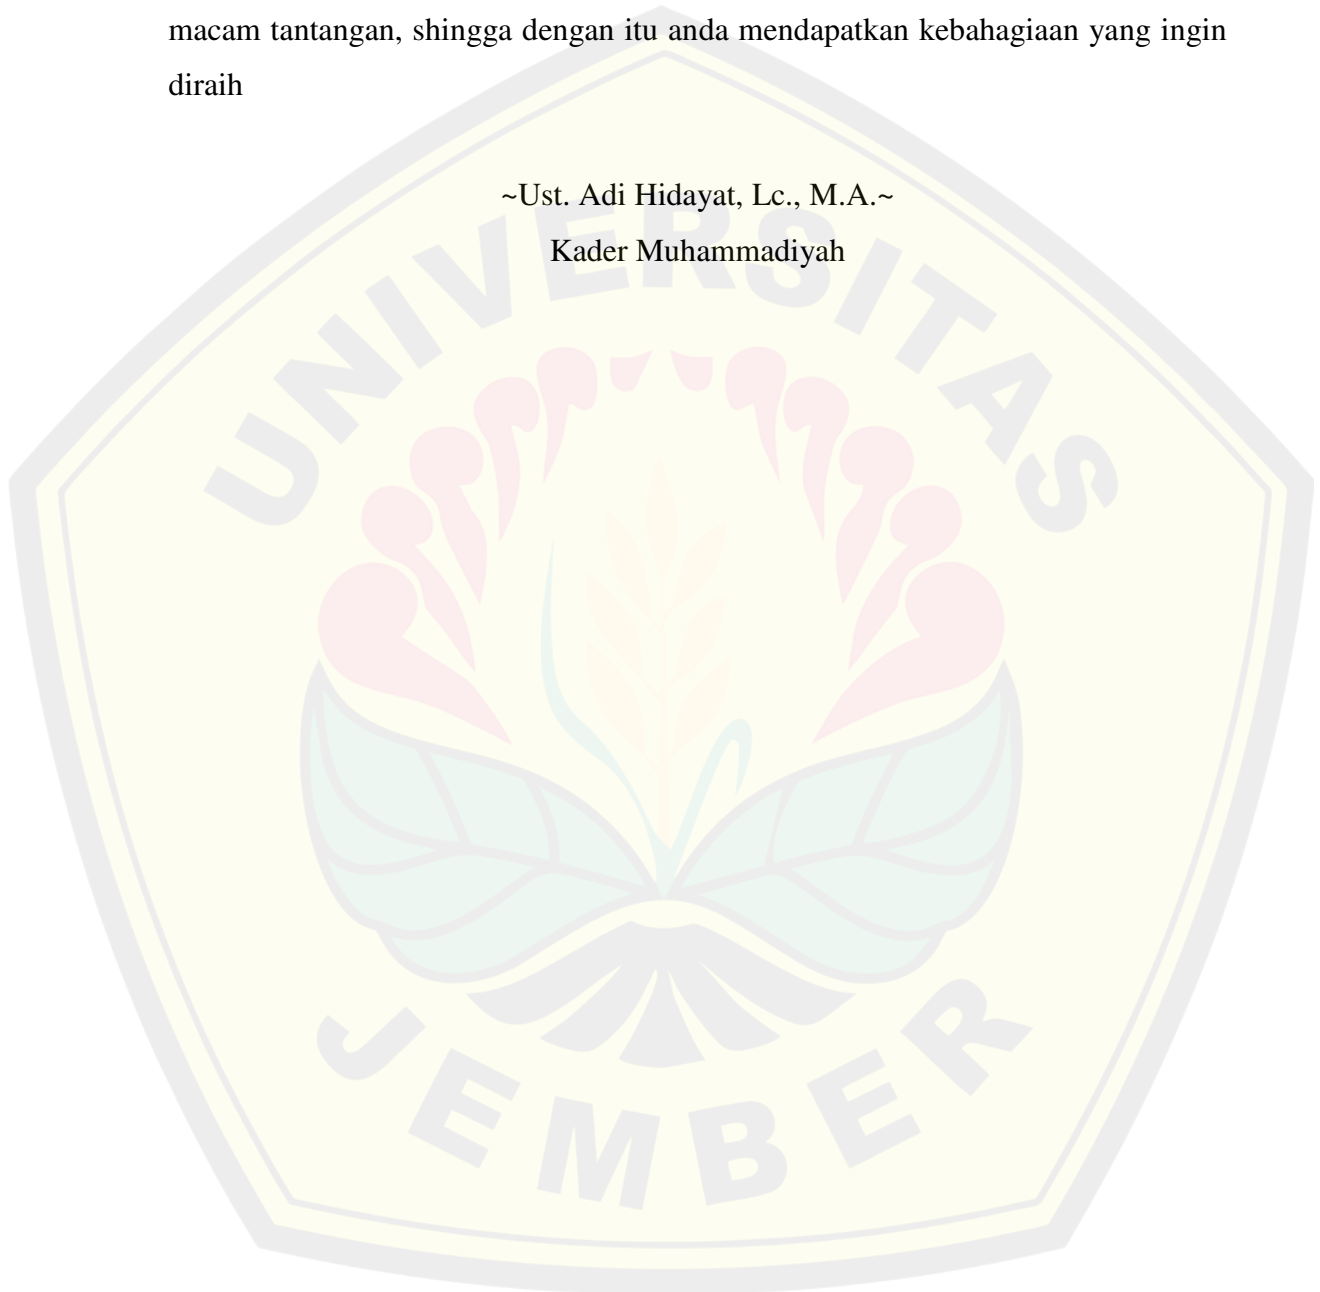 macam tantangan, shingga dengan itu anda mendapatkan kebahagiaan yang ingin
diraih
~Ust. Adi Hidayat, Lc., M.A.~
Kader Muhammadiyah
UNIVERSITAS
JEMBER